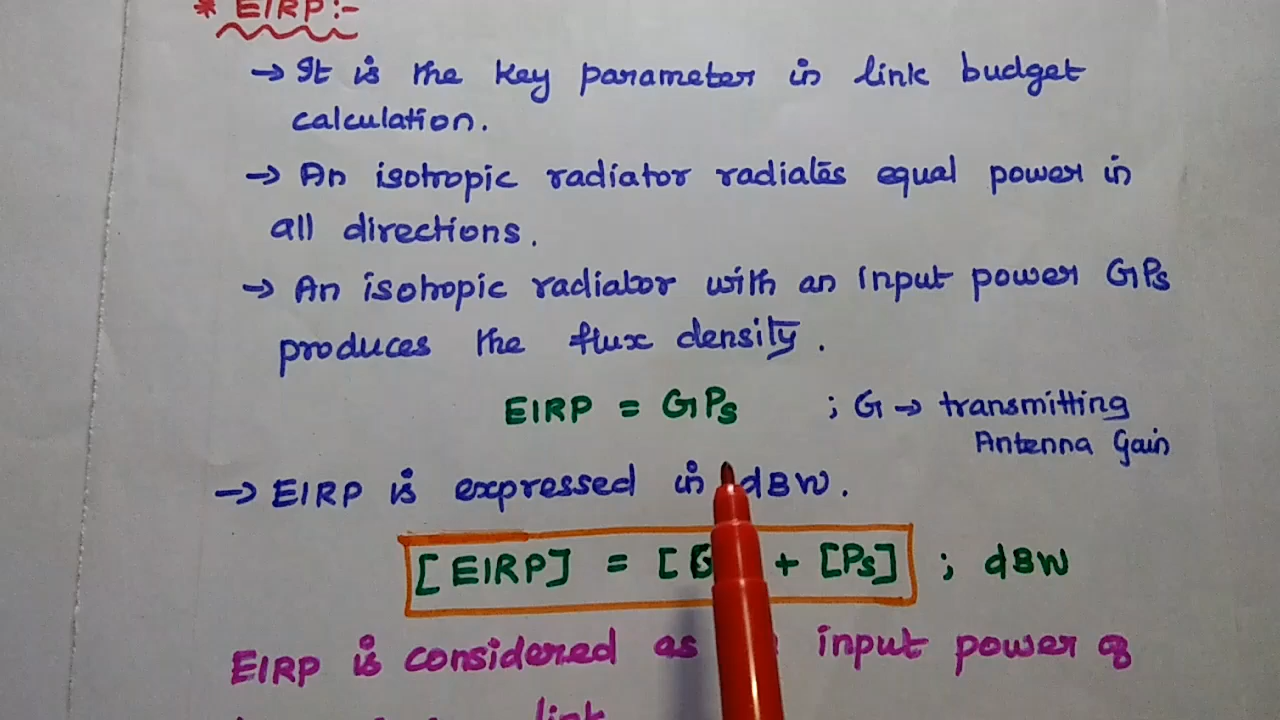 * EIRP:-
→ It is the key parameter in link budget
calculation.
→ An isotropic radiator radiates equal power in
all directions.
→ An isotropic radiator with an input power GPs
produces the flux density.
EIRP = GPs ; G → transmitting
Antenna Gain
→ EIRP is expressed in dBW.
[EIRP] = [G + [Ps] ; dBW
EIRP is considered as input power of
link